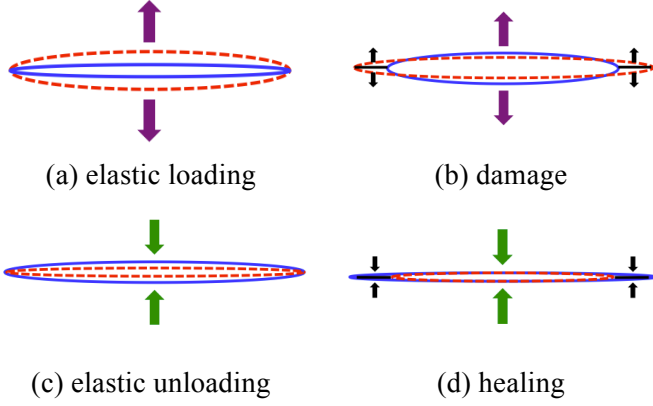 (a) elastic loading
(b) damage
(c) elastic unloading
(d) healing